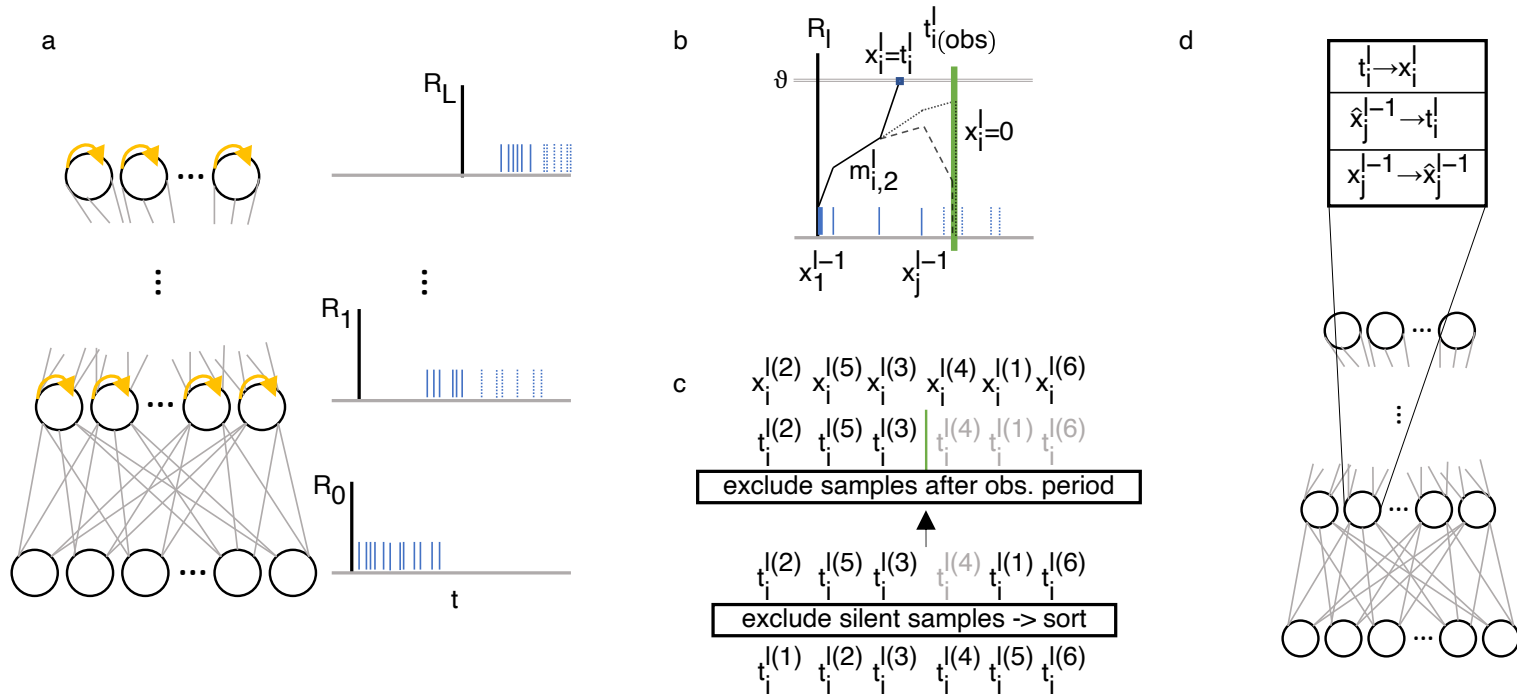 a
R_L
⋮
R_1
R_0
t
b
R_l
x_i^l=t_i^l
t_i^l(obs)
ϑ
x_i^l=0
m_{i,2}^l
x_1^{l−1}
x_j^{l−1}
c
x_i^{l(2)} x_i^{l(5)} x_i^{l(3)} x_i^{l(4)} x_i^{l(1)} x_i^{l(6)}
t_i^{l(2)} t_i^{l(5)} t_i^{l(3)} t_i^{l(4)} t_i^{l(1)} t_i^{l(6)}
exclude samples after obs. period
t_i^{l(2)} t_i^{l(5)} t_i^{l(3)} t_i^{l(4)} t_i^{l(1)} t_i^{l(6)}
exclude silent samples -> sort
t_i^{l(1)} t_i^{l(2)} t_i^{l(3)} t_i^{l(4)} t_i^{l(5)} t_i^{l(6)}
d
t_i^l→x_i^l
x̂_j^{l−1}→t_i^l
x_j^{l−1}→x̂_j^{l−1}